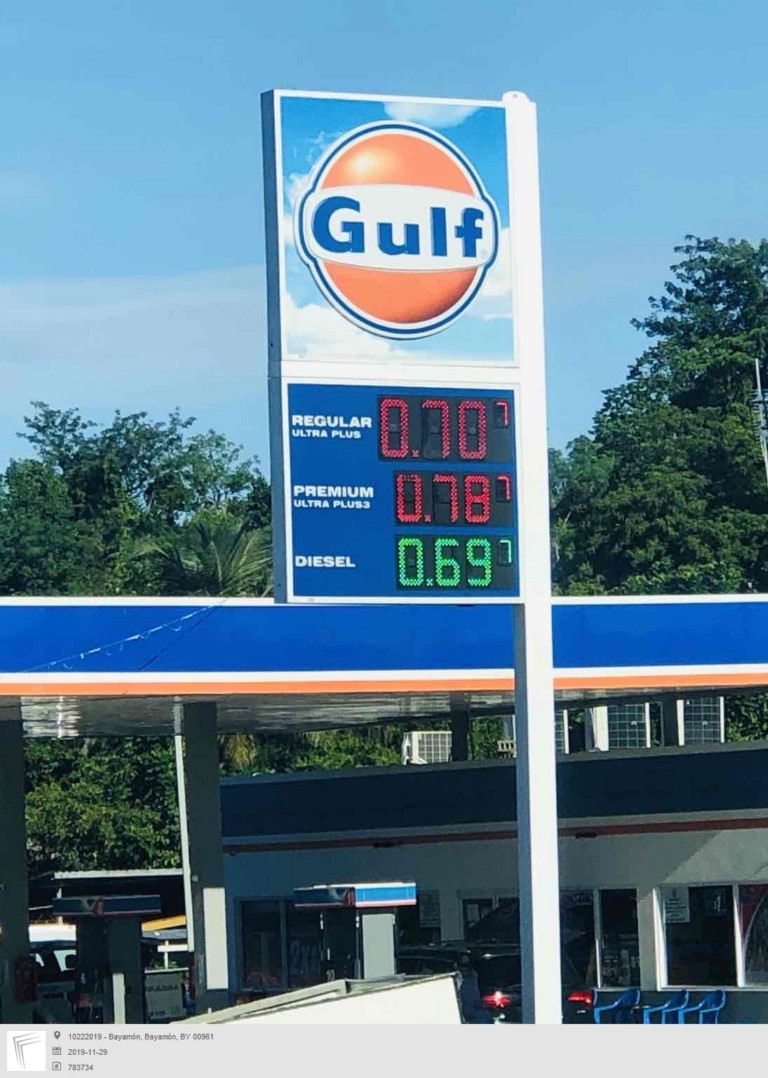 Gulf
REGULAR 0.70 7
ULTRA PLUS
PREMIUM 0.78 7
ULTRA PLUS3
DIESEL 0.69 7
10222019 - Bayamón, Bayamón, BY 00961
2019-11-29
783734